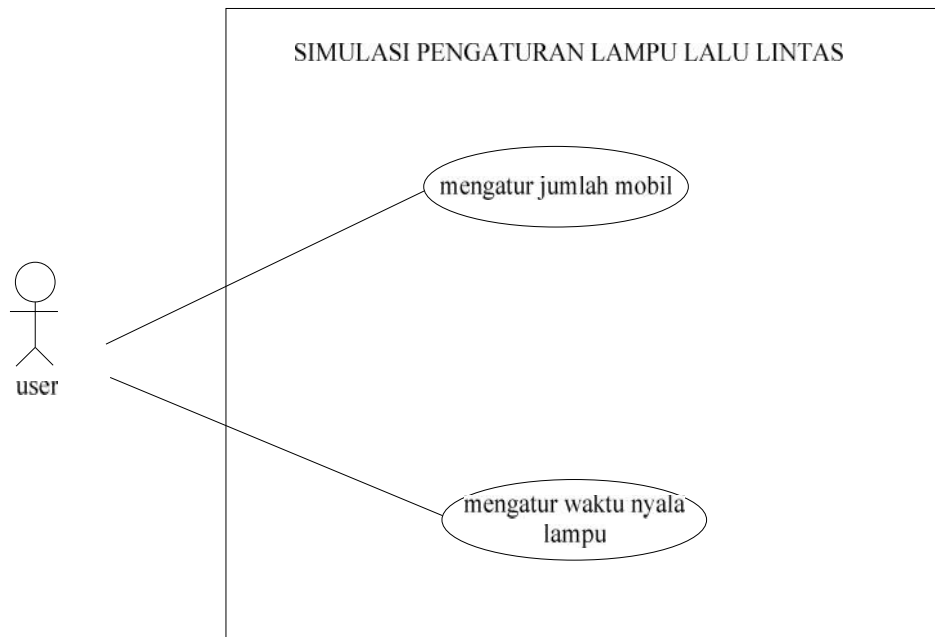 SIMULASI PENGATURAN LAMPU LALU LINTAS
mengatur jumlah mobil
user
mengatur waktu nyala
lampu